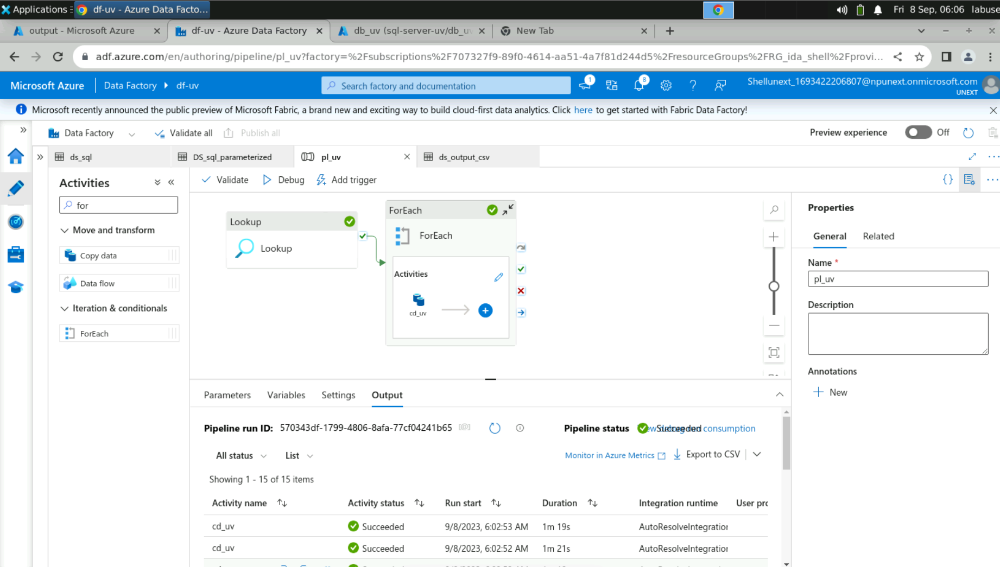 Applications
df-uv - Azure Data Facto...
Fri 8 Sep, 06:06 labuse
output - Microsoft Azure
df-uv - Azure Data Factory
db_uv (sql-server-uv/db_uv
New Tab
adf.azure.com/en/authoring/pipeline/pl_uv?factory=%2Fsubscriptions%2F707327f9-89f0-4614-aa51-4a7f81d244d5%2FresourceGroups%2FRG_ida_shell%2Fprovi...
Microsoft Azure
Data Factory
df-uv
Search factory and documentation
1
8
Shellunext_1693422206807@npunext.onmicrosoft.com
UNEXT
Microsoft recently announced the public preview of Microsoft Fabric, a brand new and exciting way to build cloud-first data analytics. Click here to get started with Fabric Data Factory!
Data Factory
Validate all
Publish all
Preview experience
Off
ds_sql
DS_sql_parameterized
pl_uv
ds_output_csv
Activities
for
Move and transform
Copy data
Data flow
Iteration & conditionals
ForEach
Validate
Debug
Add trigger
Lookup
Lookup
ForEach
ForEach
Activities
cd_uv
Properties
General
Related
Name *
pl_uv
Description
Annotations
New
Parameters
Variables
Settings
Output
Pipeline run ID: 570343df-1799-4806-8afa-77cf04241b65
Pipeline status
Succeeded
consumption
All status
List
Monitor in Azure Metrics
Export to CSV
Showing 1 - 15 of 15 items
Activity name
Activity status
Run start
Duration
Integration runtime
User pro
cd_uv Succeeded 9/8/2023, 6:02:53 AM 1m 19s AutoResolveIntegration
cd_uv Succeeded 9/8/2023, 6:02:52 AM 1m 21s AutoResolveIntegration